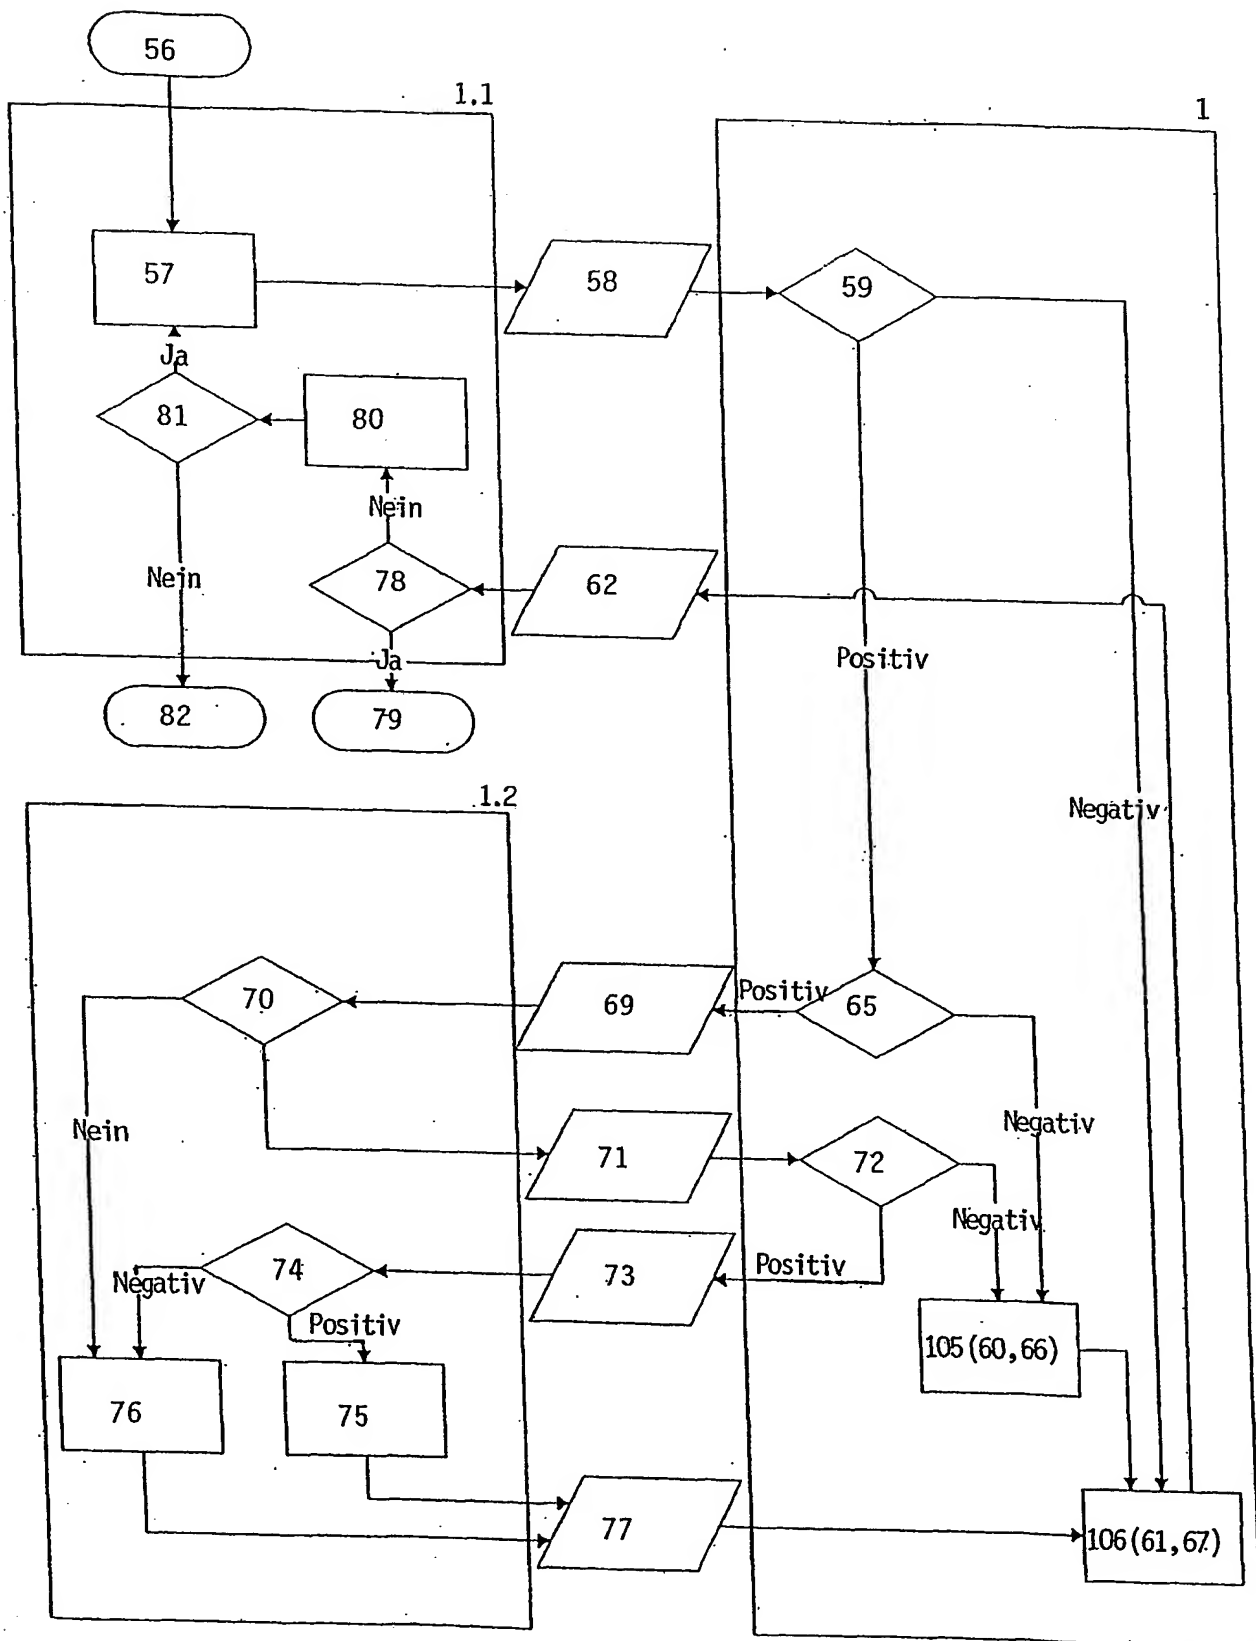 56
1.1
1
57
58
59
Ja
81
80
Nein
Nein
78
62
Ja
Positiv
82
79
1.2
Negativ
70
69
Positiv
65
Nein
71
72
Negativ
Negativ
74
73
Positiv
Negativ
Positiv
105(60,66)
76
75
77
106(61,67)